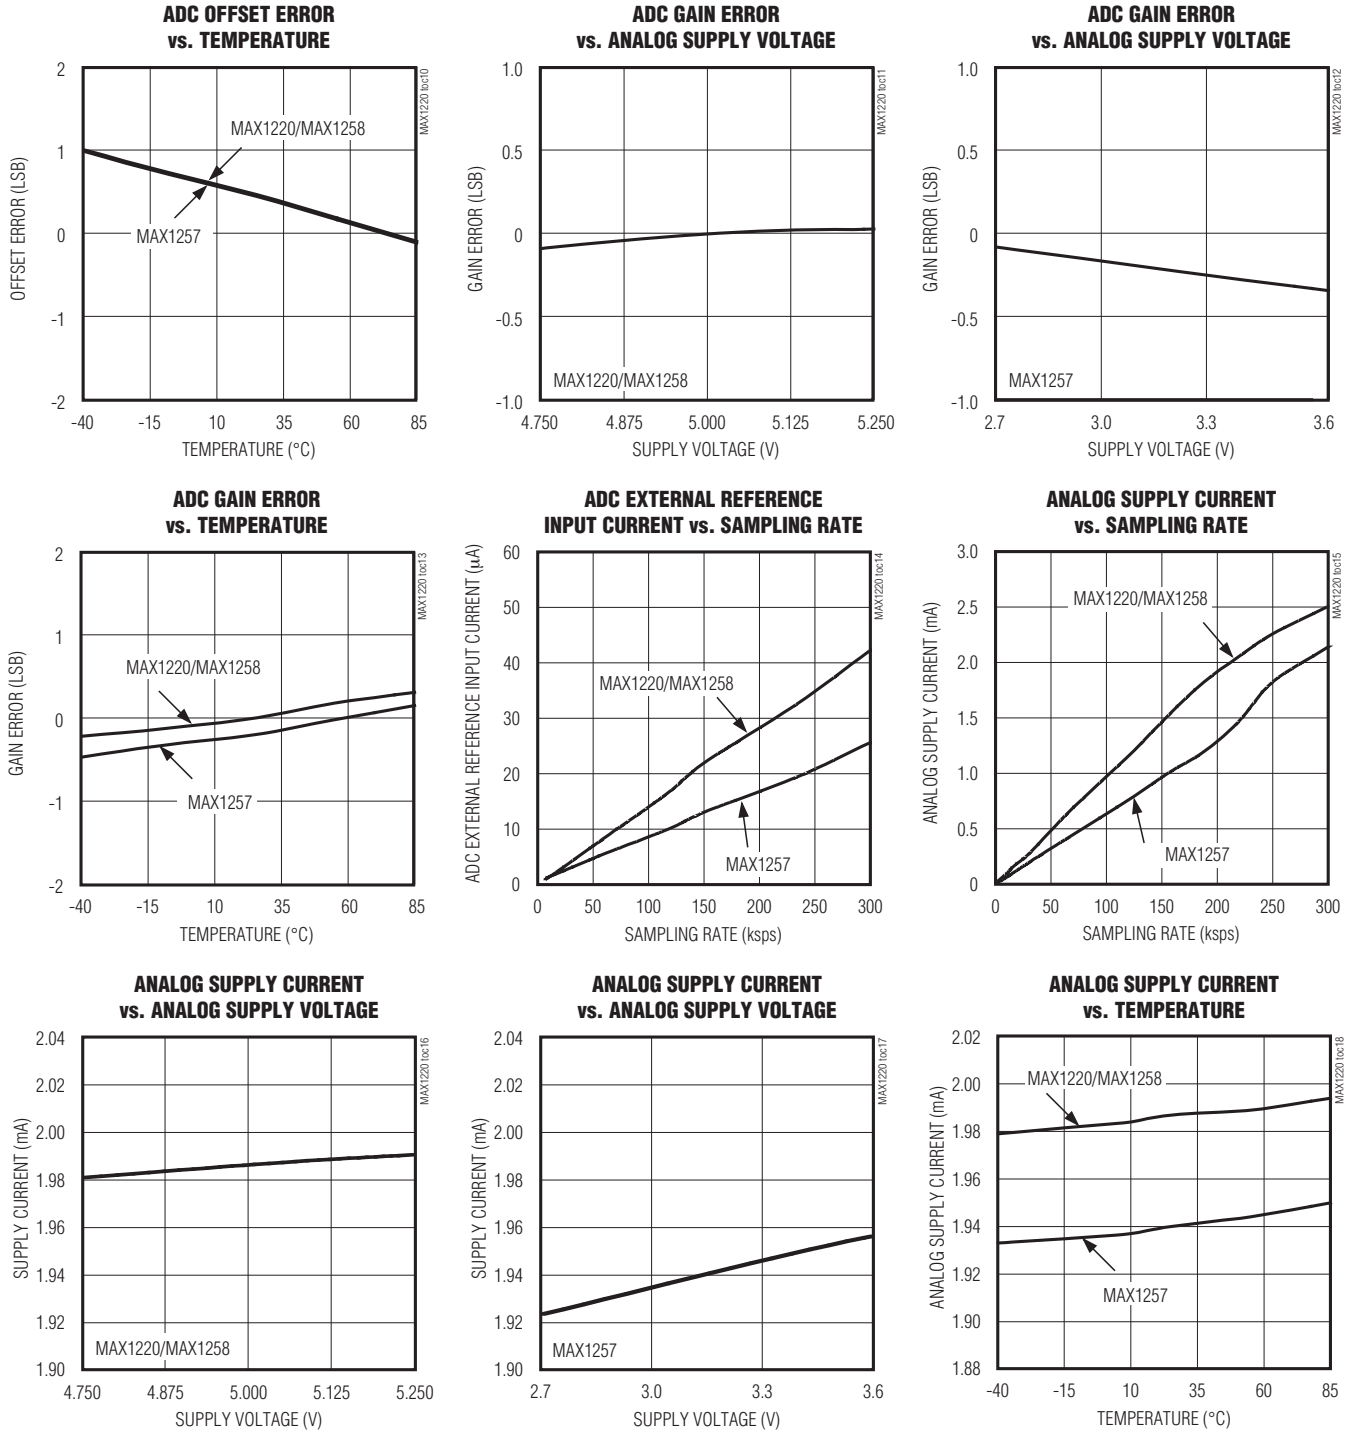 ADC OFFSET ERROR
vs. TEMPERATURE
2
1
0
-1
-2
OFFSET ERROR (LSB)
MAX1220/MAX1258
MAX1257
MAX1220 toc10
-40 -15 10 35 60 85
TEMPERATURE (°C)
ADC GAIN ERROR
vs. ANALOG SUPPLY VOLTAGE
1.0
0.5
0
-0.5
-1.0
GAIN ERROR (LSB)
MAX1220/MAX1258
MAX1220 toc11
4.750 4.875 5.000 5.125 5.250
SUPPLY VOLTAGE (V)
ADC GAIN ERROR
vs. ANALOG SUPPLY VOLTAGE
1.0
0.5
0
-0.5
-1.0
GAIN ERROR (LSB)
MAX1257
MAX1220 toc12
2.7 3.0 3.3 3.6
SUPPLY VOLTAGE (V)
ADC GAIN ERROR
vs. TEMPERATURE
2
1
0
-1
-2
GAIN ERROR (LSB)
MAX1220/MAX1258
MAX1257
MAX1220 toc13
-40 -15 10 35 60 85
TEMPERATURE (°C)
ADC EXTERNAL REFERENCE
INPUT CURRENT vs. SAMPLING RATE
60
50
40
30
20
10
0
ADC EXTERNAL REFERENCE INPUT CURRENT (µA)
MAX1220/MAX1258
MAX1257
MAX1220 toc14
0 50 100 150 200 250 300
SAMPLING RATE (ksps)
ANALOG SUPPLY CURRENT
vs. SAMPLING RATE
3.0
2.5
2.0
1.5
1.0
0.5
0
ANALOG SUPPLY CURRENT (mA)
MAX1220/MAX1258
MAX1257
MAX1220 toc15
0 50 100 150 200 250 300
SAMPLING RATE (ksps)
ANALOG SUPPLY CURRENT
vs. ANALOG SUPPLY VOLTAGE
2.04
2.02
2.00
1.98
1.96
1.94
1.92
1.90
SUPPLY CURRENT (mA)
MAX1220/MAX1258
MAX1220 toc16
4.750 4.875 5.000 5.125 5.250
SUPPLY VOLTAGE (V)
ANALOG SUPPLY CURRENT
vs. ANALOG SUPPLY VOLTAGE
2.04
2.02
2.00
1.98
1.96
1.94
1.92
1.90
SUPPLY CURRENT (mA)
MAX1257
MAX1220 toc17
2.7 3.0 3.3 3.6
SUPPLY VOLTAGE (V)
ANALOG SUPPLY CURRENT
vs. TEMPERATURE
2.02
2.00
1.98
1.96
1.94
1.92
1.90
1.88
ANALOG SUPPLY CURRENT (mA)
MAX1220/MAX1258
MAX1257
MAX1220 toc18
-40 -15 10 35 60 85
TEMPERATURE (°C)